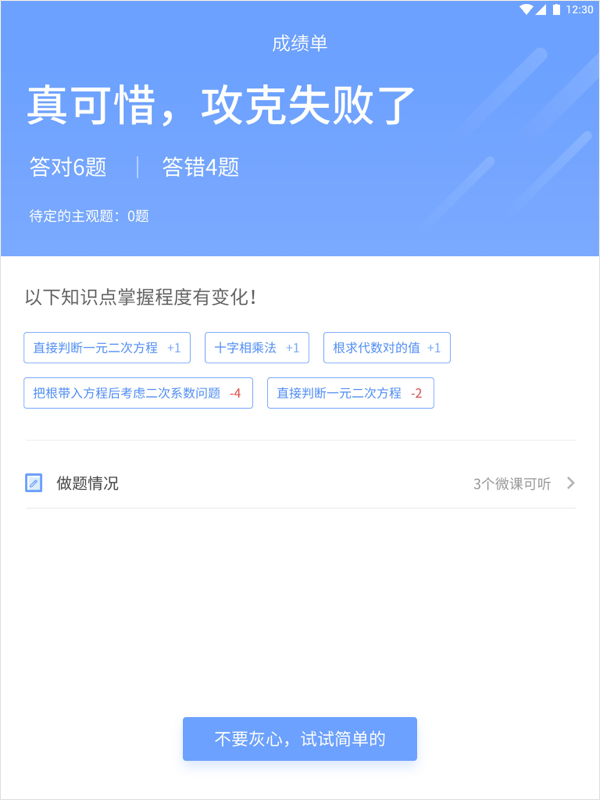 12:30
成绩单
真可惜，攻克失败了
答对6题 | 答错4题
待定的主观题：0题
以下知识点掌握程度有变化！
直接判断一元二次方程 +1 十字相乘法 +1 根求代数对的值 +1
把根带入方程后考虑二次系数问题 -4 直接判断一元二次方程 -2
做题情况 3个微课可听
不要灰心，试试简单的